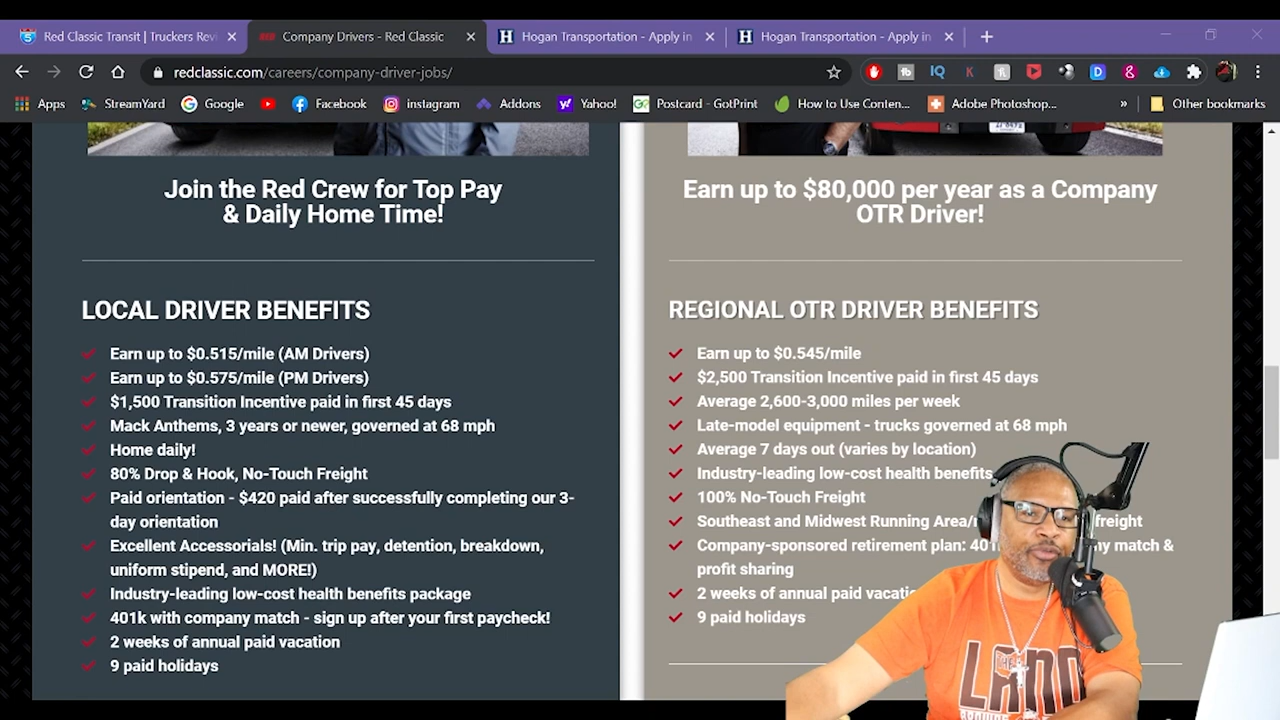 Red Classic Transit | Truckers Revi
Company Drivers - Red Classic
Hogan Transportation - Apply in
Hogan Transportation - Apply in
redclassic.com/careers/company-driver-jobs/
Apps
StreamYard
Google
Facebook
instagram
Addons
Yahoo!
Postcard - GotPrint
How to Use Conten...
Adobe Photoshop...
»
Other bookmarks
Join the Red Crew for Top Pay
& Daily Home Time!
LOCAL DRIVER BENEFITS
Earn up to $0.515/mile (AM Drivers)
Earn up to $0.575/mile (PM Drivers)
$1,500 Transition Incentive paid in first 45 days
Mack Anthems, 3 years or newer, governed at 68 mph
Home daily!
80% Drop & Hook, No-Touch Freight
Paid orientation - $420 paid after successfully completing our 3-
day orientation
Excellent Accessorials! (Min. trip pay, detention, breakdown,
uniform stipend, and MORE!)
Industry-leading low-cost health benefits package
401k with company match - sign up after your first paycheck!
2 weeks of annual paid vacation
9 paid holidays
Earn up to $80,000 per year as a Company
OTR Driver!
REGIONAL OTR DRIVER BENEFITS
Earn up to $0.545/mile
$2,500 Transition Incentive paid in first 45 days
Average 2,600-3,000 miles per week
Late-model equipment - trucks governed at 68 mph
Average 7 days out (varies by location)
Industry-leading low-cost health benefits
100% No-Touch Freight
Southeast and Midwest Running Area/ freight
Company-sponsored retirement plan: match &
profit sharing
2 weeks of annual paid
9 paid holidays
LAND